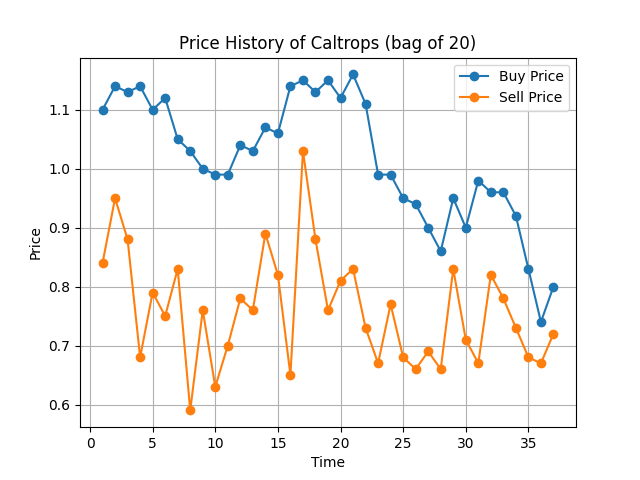 Price History of Caltrops (bag of 20)
Buy Price
Sell Price
Price
1.1
1.0
0.9
0.8
0.7
0.6
0 5 10 15 20 25 30 35
Time